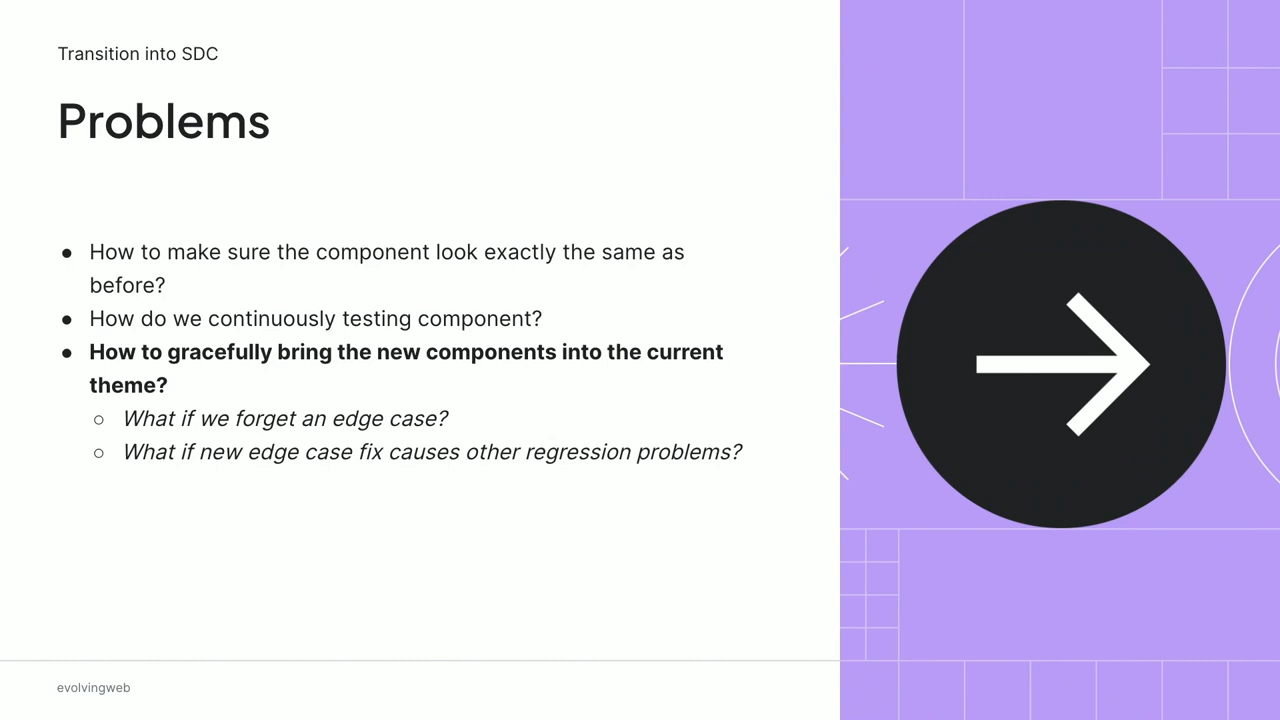 Transition into SDC
Problems
● How to make sure the component look exactly the same as
before?
● How do we continuously testing component?
● How to gracefully bring the new components into the current
theme?
○ What if we forget an edge case?
○ What if new edge case fix causes other regression problems?
evolvingweb